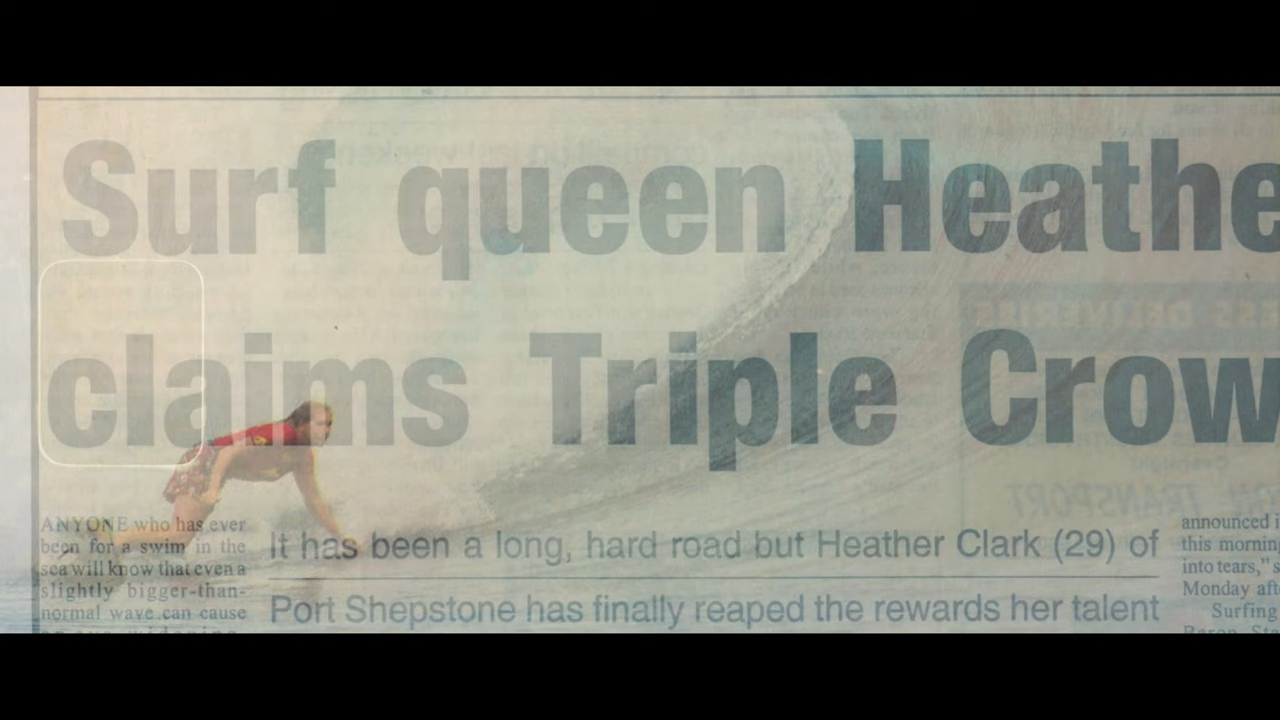 Surf queen Heathe
claims Triple Crow
ANYONE who has ever
been for a swim in the
sea will know that even a
slightly bigger-than-
normal wave can cause
It has been a long, hard road but Heather Clark (29) of
Port Shepstone has finally reaped the rewards her talent
announced
this mornin
into tears,"
Monday aft
Surfing